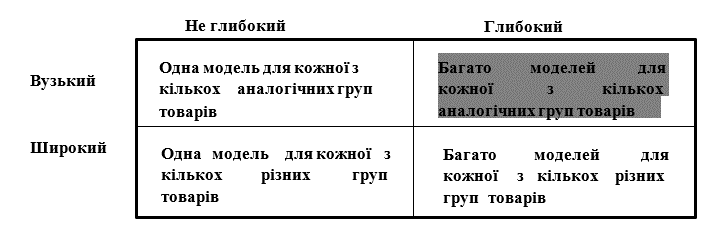 Не глибокий Глибокий
Вузький
Одна модель для кожної з
кількох аналогічних груп
товарів
Багато моделей для
кожної з кількох
аналогічних груп товарів
Широкий
Одна модель для кожної з
кількох різних груп
товарів
Багато моделей для
кожної з кількох різних
груп товарів